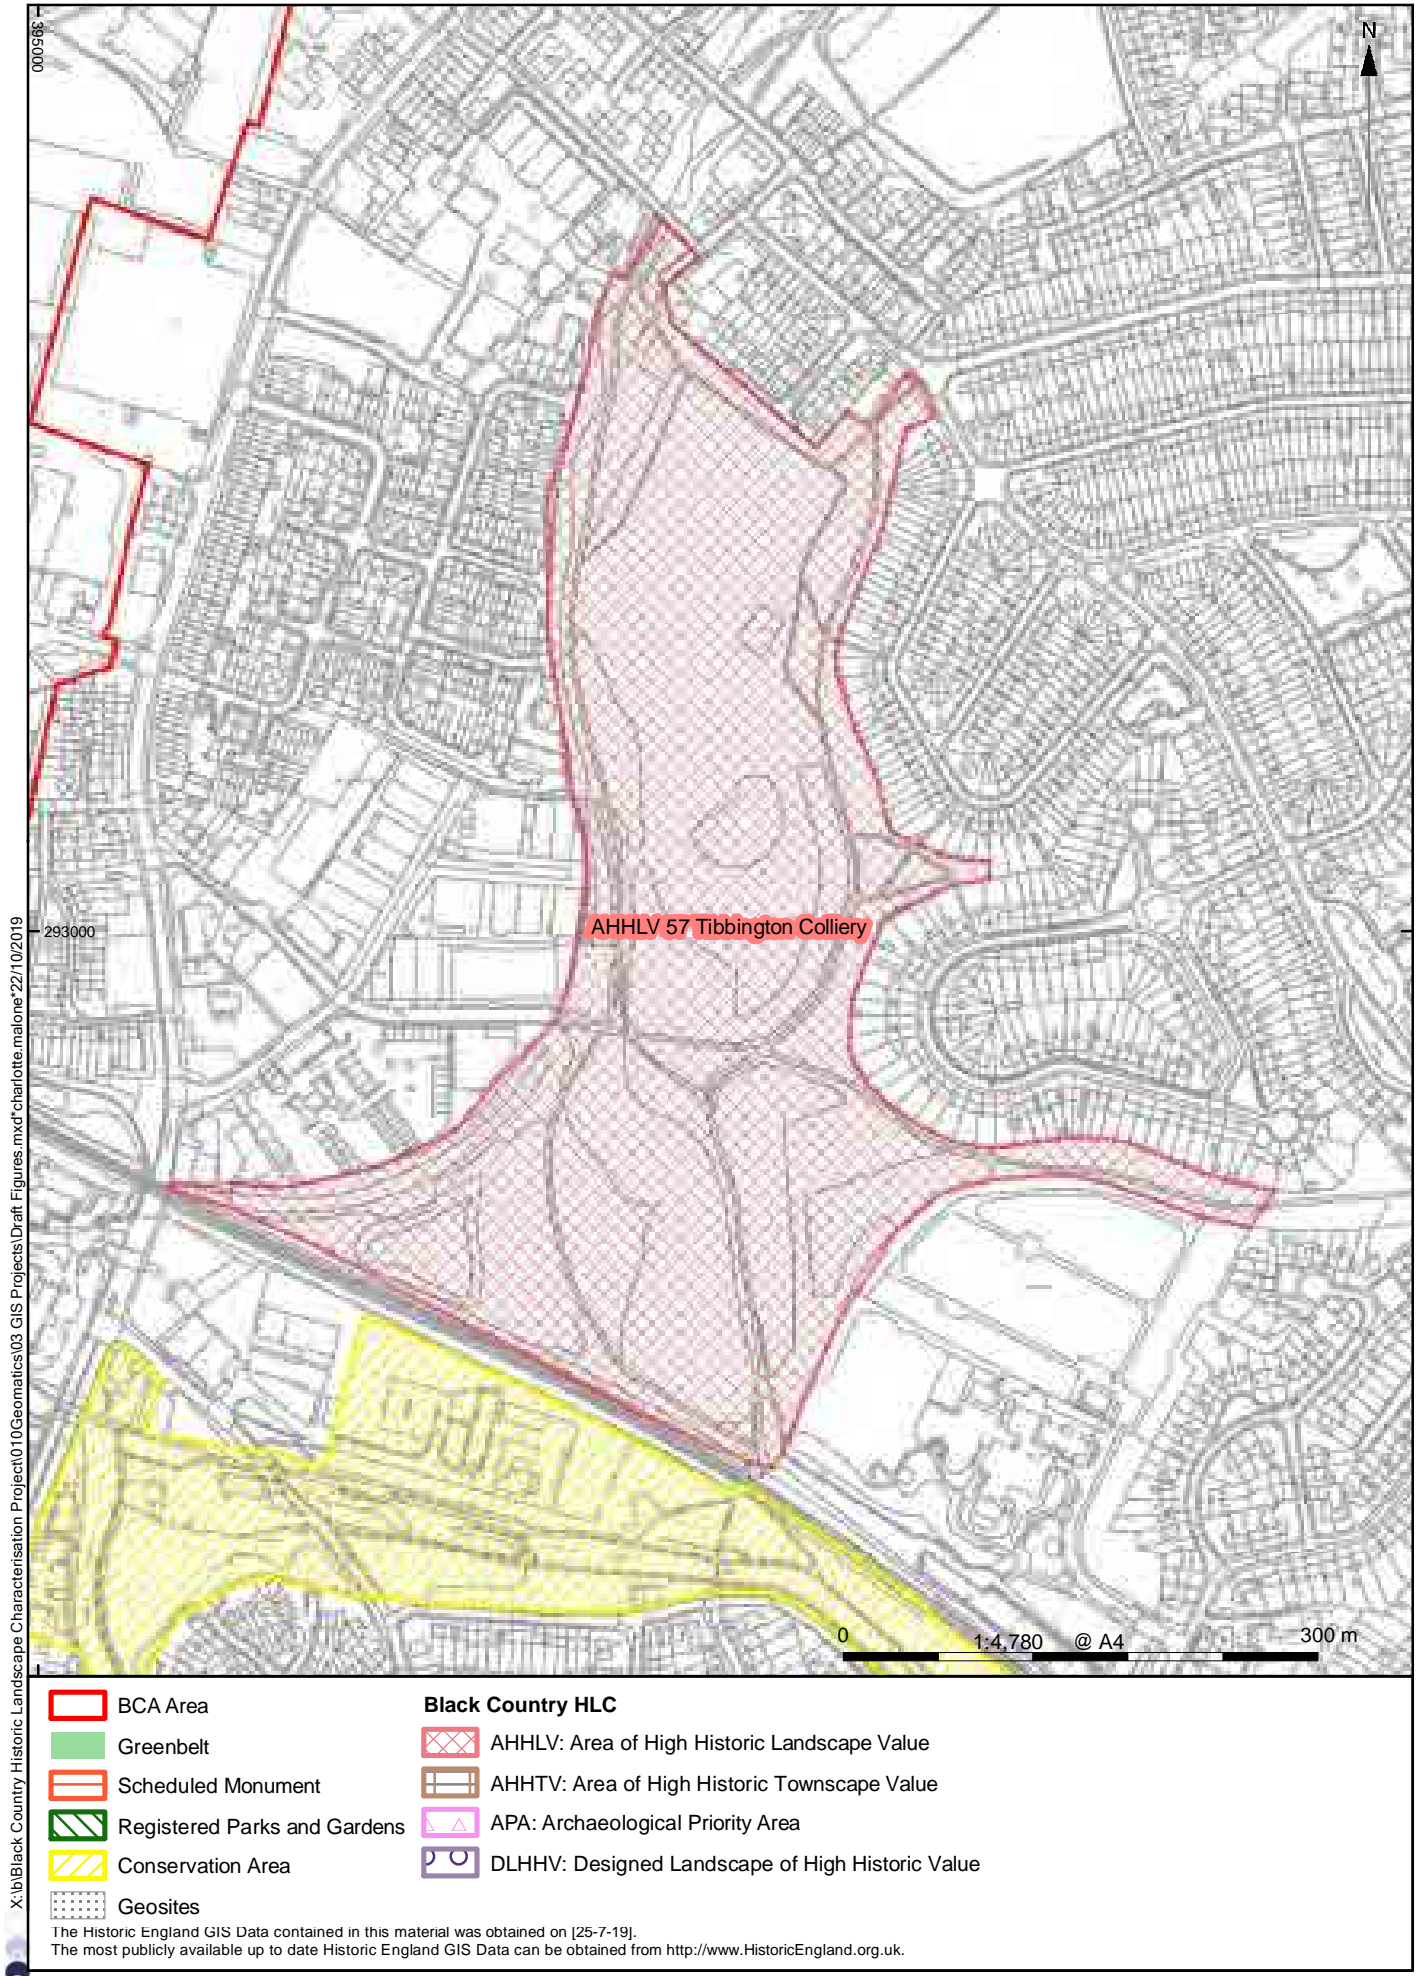 395000
N
AHHLV 57 Tibbington Colliery
293000
0 1:4,780 @ A4 300 m
X:\b\Black Country Historic Landscape Characterisation Project\010Geomatics\03 GIS Projects\Draft Figures.mxd*charlotte.malone*22/10/2019
BCA Area
Greenbelt
Scheduled Monument
Registered Parks and Gardens
Conservation Area
Geosites
Black Country HLC
AHHLV: Area of High Historic Landscape Value
AHHTV: Area of High Historic Townscape Value
APA: Archaeological Priority Area
DLHHV: Designed Landscape of High Historic Value
The Historic England GIS Data contained in this material was obtained on [25-7-19].
The most publicly available up to date Historic England GIS Data can be obtained from http://www.HistoricEngland.org.uk.